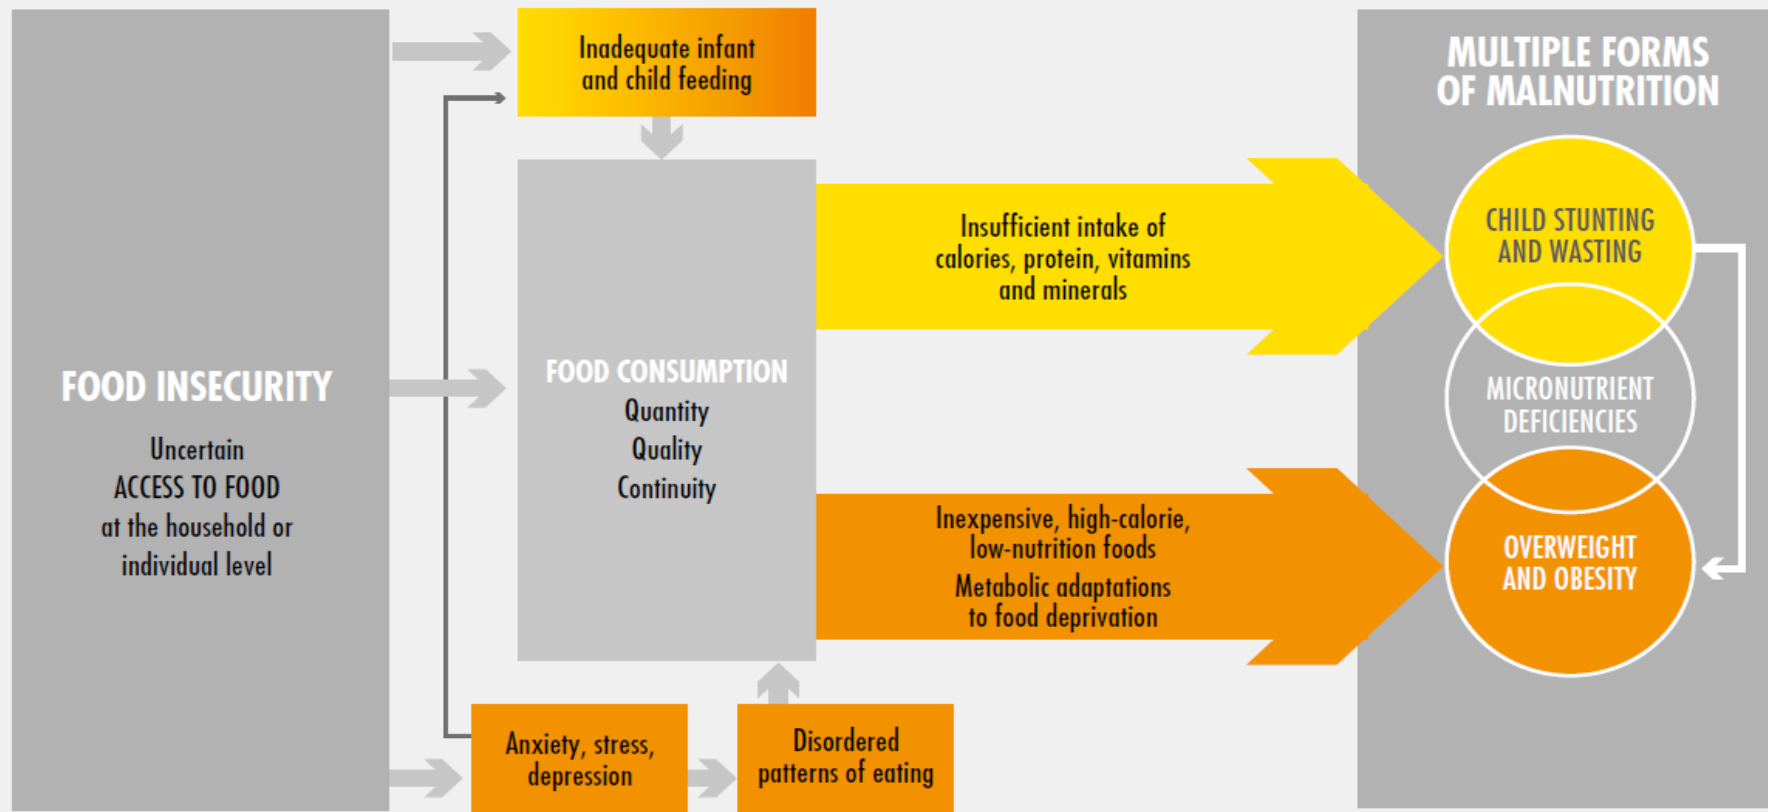 FOOD INSECURITY
Uncertain
ACCESS TO FOOD
at the household or
individual level
Inadequate infant
and child feeding
FOOD CONSUMPTION
Quantity
Quality
Continuity
Anxiety, stress,
depression
Disordered
patterns of eating
Insufficient intake of
calories, protein, vitamins
and minerals
Inexpensive, high-calorie,
low-nutrition foods
Metabolic adaptations
to food deprivation
MULTIPLE FORMS
OF MALNUTRITION
CHILD STUNTING
AND WASTING
MICRONUTRIENT
DEFICIENCIES
OVERWEIGHT
AND OBESITY